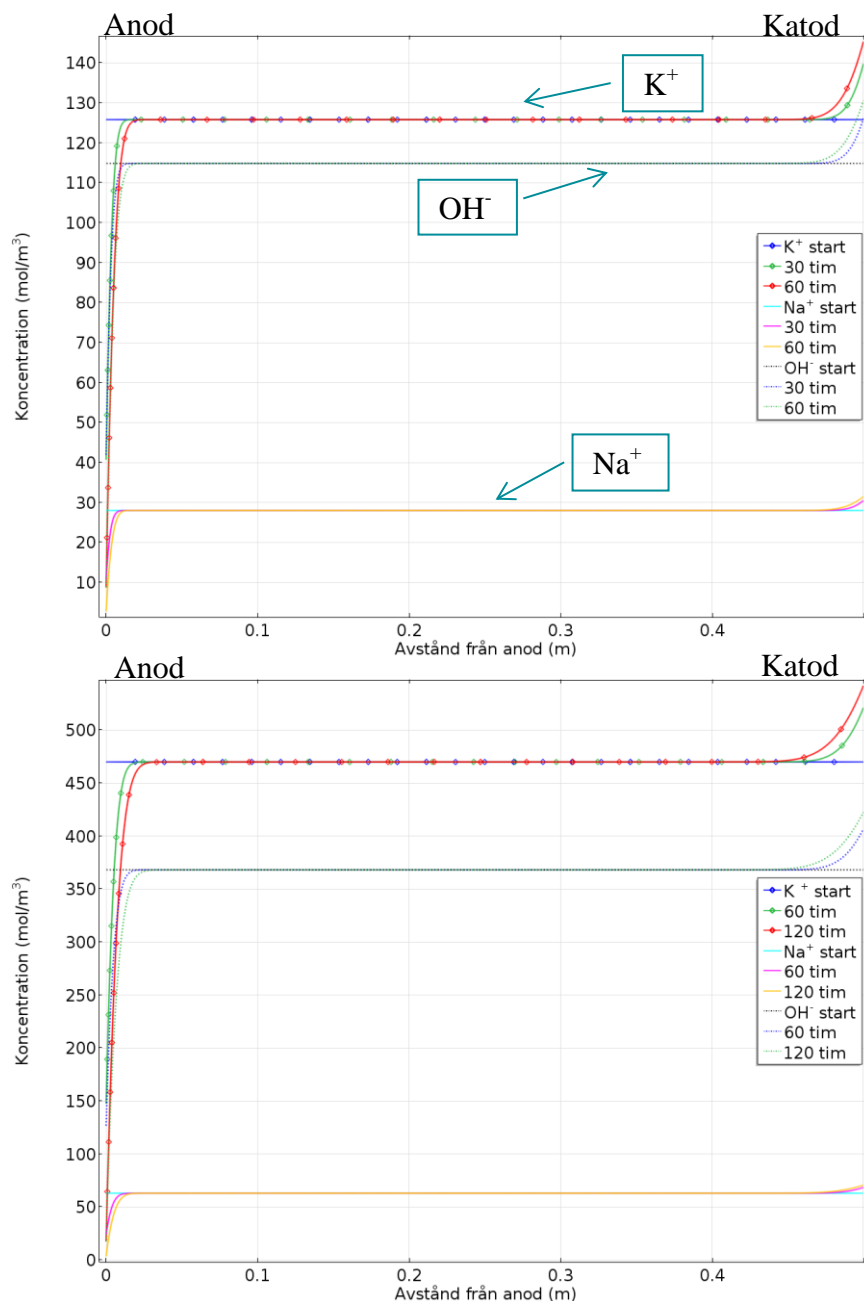 Anod
Katod
K+
OH-
Na+
Koncentration (mol/m³)
140
130
120
110
100
90
80
70
60
50
40
30
20
10
K+ start
30 tim
60 tim
Na+ start
30 tim
60 tim
OH- start
30 tim
60 tim
0
0.1
0.2
0.3
0.4
Avstånd från anod (m)
Anod
Katod
Koncentration (mol/m³)
500
450
400
350
300
250
200
150
100
50
0
K + start
60 tim
120 tim
Na+ start
60 tim
120 tim
OH- start
60 tim
120 tim
0
0.1
0.2
0.3
0.4
Avstånd från anod (m)